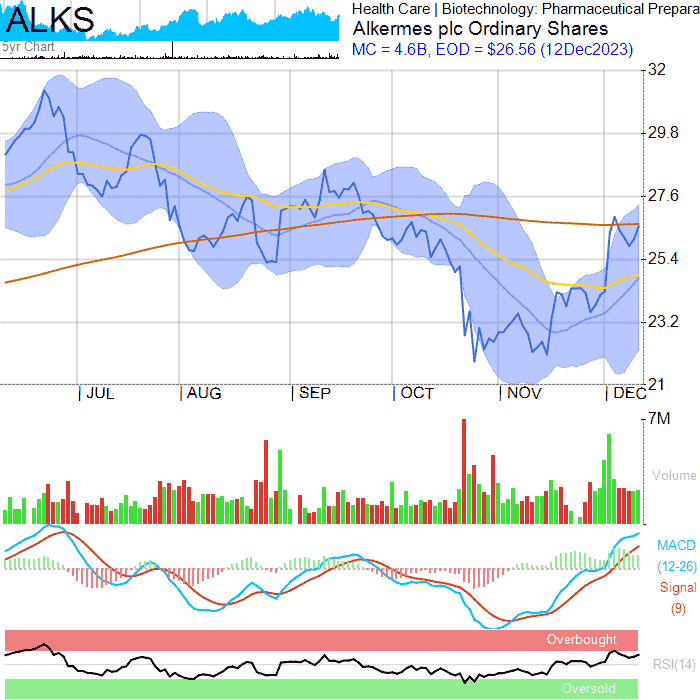 ALKS
5yr Chart
Health Care | Biotechnology: Pharmaceutical Prepara
Alkermes plc Ordinary Shares
MC = 4.6B, EOD = $26.56 (12Dec2023)
32
29.8
27.6
25.4
23.2
21
| JUL | AUG | SEP | OCT | NOV | DEC
7M
Volume
MACD
(12-26)
Signal
(9)
Overbought
RSI(14)
Oversold